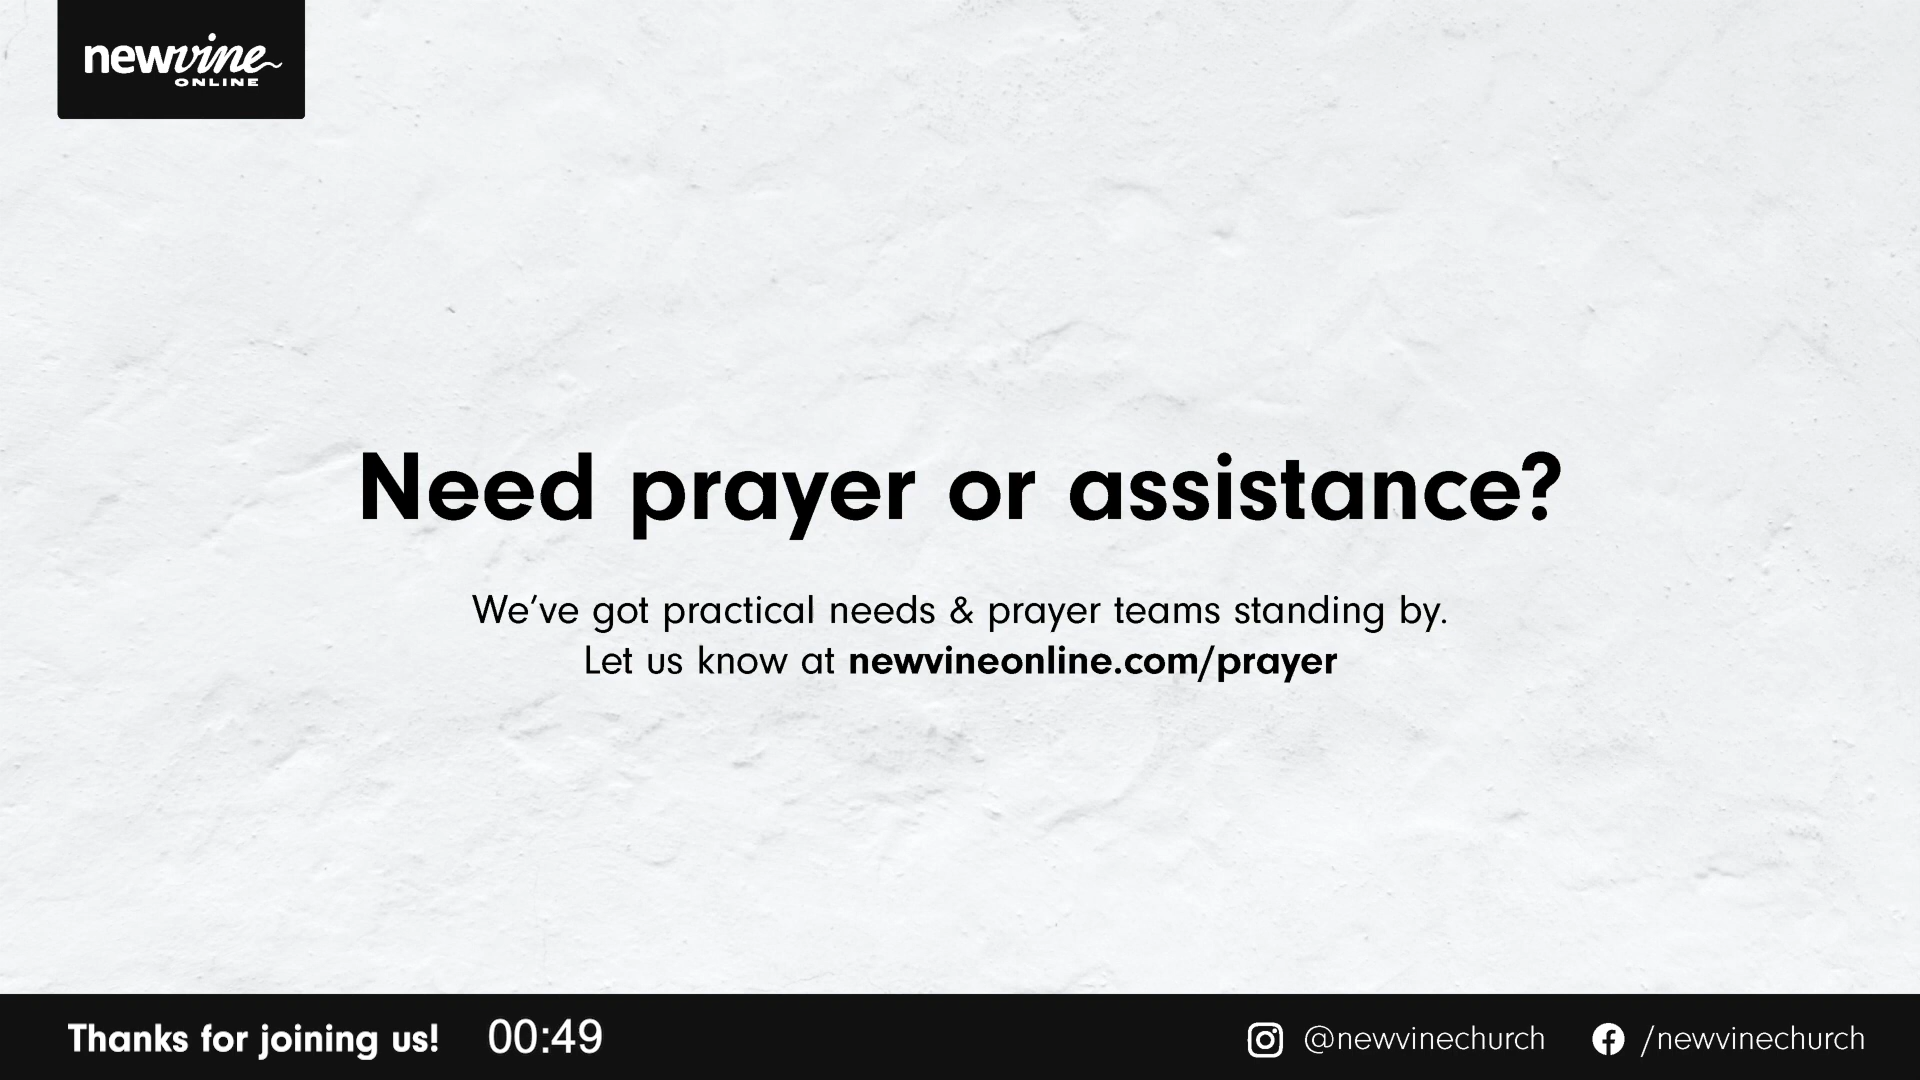 newvine
ONLINE
Need prayer or assistance?
We’ve got practical needs & prayer teams standing by.
Let us know at newvineonline.com/prayer
Thanks for joining us! 00:49 @newvinechurch /newvinechurch